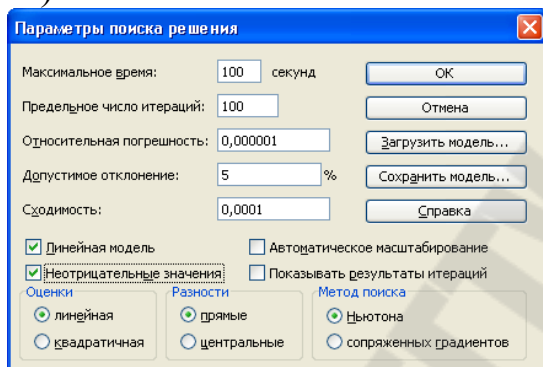 Параметры поиска решения
Максимальное время: 100 секунд OK
Предельное число итераций: 100 Отмена
Относительная погрешность: 0,000001 Загрузить модель...
Допустимое отклонение: 5 % Сохранить модель...
Сходимость: 0,0001 Справка
Линейная модель Автоматическое масштабирование
Неотрицательные значения Показывать результаты итераций
Оценки Разности Метод поиска
линейная прямые Ньютона
квадратичная центральные сопряженных градиентов